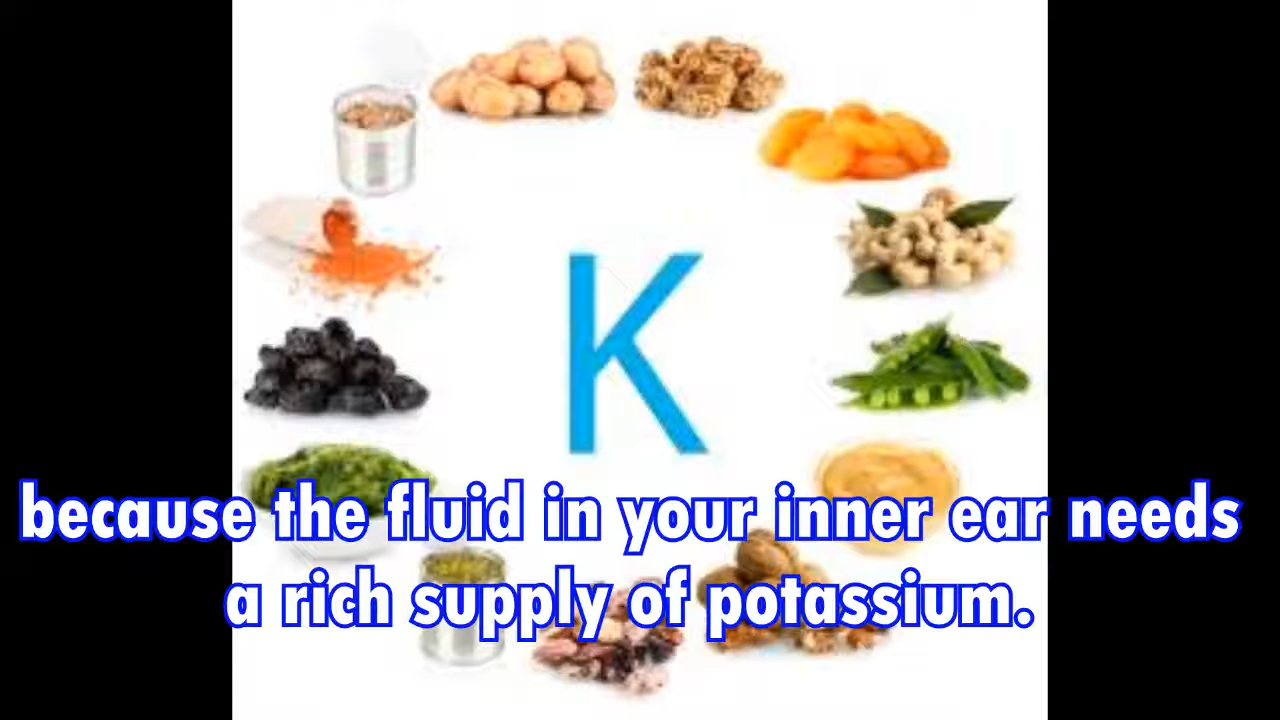 K
because the fluid in your inner ear needs
a rich supply of potassium.